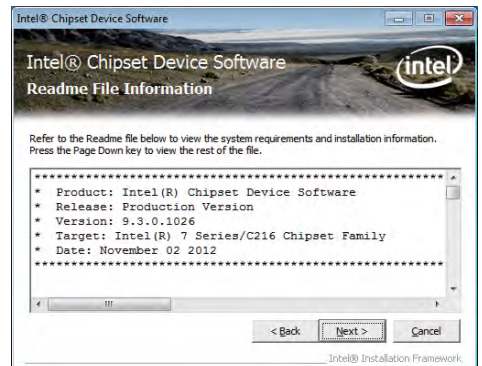 Intel® Chipset Device Software
Intel® Chipset Device Software
intel
Readme File Information
Refer to the Readme file below to view the system requirements and installation information.
Press the Page Down key to view the rest of the file.
********************************************************
* Product: Intel(R) Chipset Device Software
* Release: Production Version
* Version: 9.3.0.1026
* Target: Intel(R) 7 Series/C216 Chipset Family
* Date: November 02 2012
********************************************************
< Back
Next >
Cancel
Intel® Installation Framework